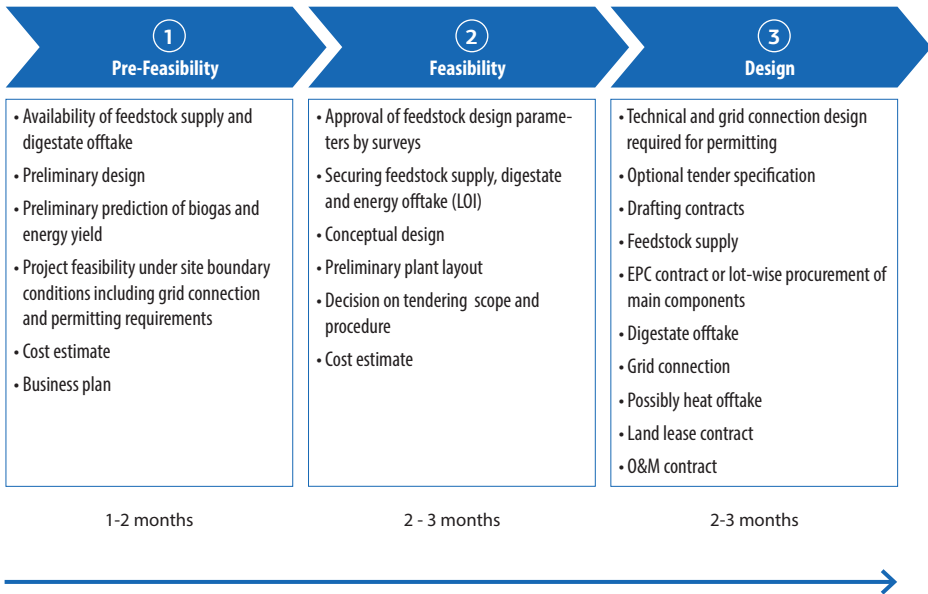 1
Pre-Feasibility
• Availability of feedstock supply and
digestate offtake
• Preliminary design
• Preliminary prediction of biogas and
energy yield
• Project feasibility under site boundary
conditions including grid connection
and permitting requirements
• Cost estimate
• Business plan
1-2 months
2
Feasibility
• Approval of feedstock design parame-
ters by surveys
• Securing feedstock supply, digestate
and energy offtake (LOI)
• Conceptual design
• Preliminary plant layout
• Decision on tendering scope and
procedure
• Cost estimate
2 - 3 months
3
Design
• Technical and grid connection design
required for permitting
• Optional tender specification
• Drafting contracts
• Feedstock supply
• EPC contract or lot-wise procurement of
main components
• Digestate offtake
• Grid connection
• Possibly heat offtake
• Land lease contract
• O&M contract
2-3 months